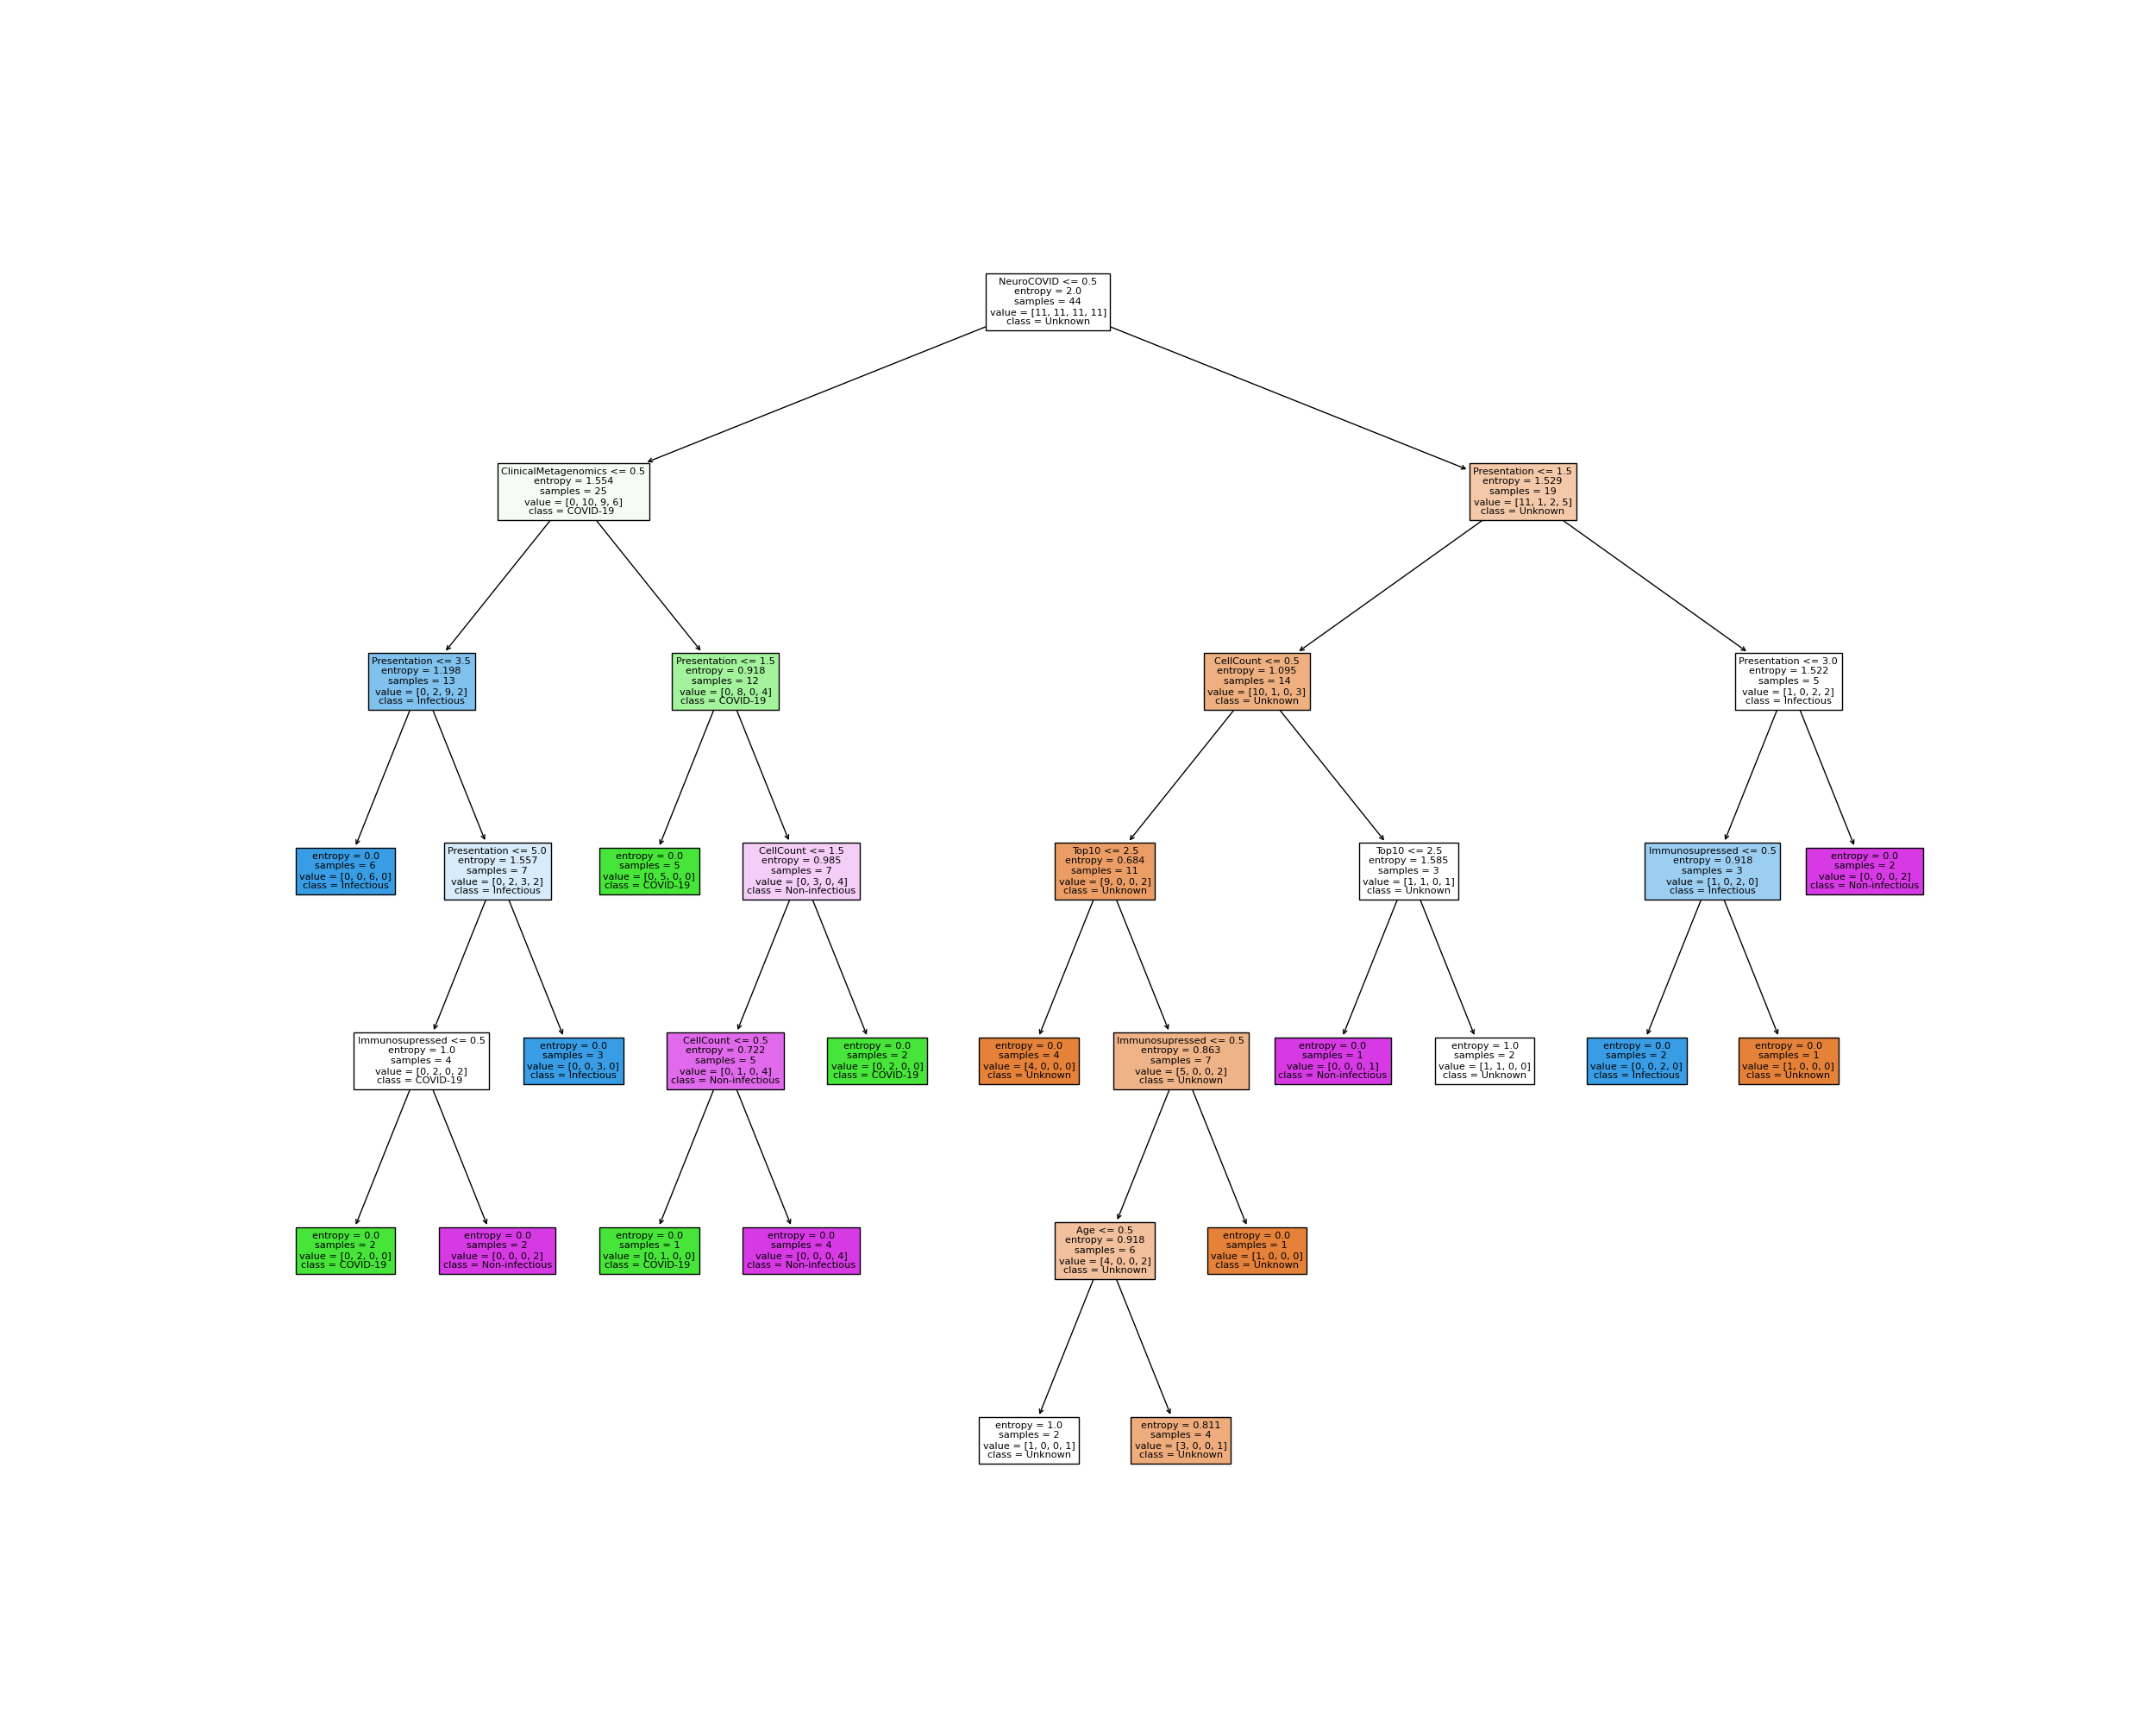 NeuroCOVID <= 0.5
entropy = 2.0
samples = 44
value = [11, 11, 11, 11]
class = Unknown
ClinicalMetagenomics <= 0.5
entropy = 1.554
samples = 25
value = [0, 10, 9, 6]
class = COVID-19
Presentation <= 1.5
entropy = 1.529
samples = 19
value = [11, 1, 2, 5]
class = Unknown
Presentation <= 3.5
entropy = 1.198
samples = 13
value = [0, 2, 9, 2]
class = Infectious
Presentation <= 1.5
entropy = 0.918
samples = 12
value = [0, 8, 0, 4]
class = COVID-19
CellCount <= 0.5
entropy = 1.095
samples = 14
value = [10, 1, 0, 3]
class = Unknown
Presentation <= 3.0
entropy = 1.522
samples = 5
value = [1, 0, 2, 2]
class = Infectious
entropy = 0.0
samples = 6
value = [0, 0, 6, 0]
class = Infectious
Presentation <= 5.0
entropy = 1.557
samples = 7
value = [0, 2, 3, 2]
class = Infectious
entropy = 0.0
samples = 5
value = [0, 5, 0, 0]
class = COVID-19
CellCount <= 1.5
entropy = 0.985
samples = 7
value = [0, 3, 0, 4]
class = Non-infectious
Top10 <= 2.5
entropy = 0.684
samples = 11
value = [9, 0, 0, 2]
class = Unknown
Top10 <= 2.5
entropy = 1.585
samples = 3
value = [1, 1, 0, 1]
class = Unknown
Immunosupressed <= 0.5
entropy = 0.918
samples = 3
value = [1, 0, 2, 0]
class = Infectious
entropy = 0.0
samples = 2
value = [0, 0, 0, 2]
class = Non-infectious
Immunosupressed <= 0.5
entropy = 1.0
samples = 4
value = [0, 2, 0, 2]
class = COVID-19
entropy = 0.0
samples = 3
value = [0, 0, 3, 0]
class = Infectious
CellCount <= 0.5
entropy = 0.722
samples = 5
value = [0, 1, 0, 4]
class = Non-infectious
entropy = 0.0
samples = 2
value = [0, 2, 0, 0]
class = COVID-19
entropy = 0.0
samples = 4
value = [4, 0, 0, 0]
class = Unknown
Immunosupressed <= 0.5
entropy = 0.863
samples = 7
value = [5, 0, 0, 2]
class = Unknown
entropy = 0.0
samples = 1
value = [0, 0, 0, 1]
class = Non-infectious
entropy = 1.0
samples = 2
value = [1, 1, 0, 0]
class = Unknown
entropy = 0.0
samples = 2
value = [0, 0, 2, 0]
class = Infectious
entropy = 0.0
samples = 1
value = [1, 0, 0, 0]
class = Unknown
entropy = 0.0
samples = 2
value = [0, 2, 0, 0]
class = COVID-19
entropy = 0.0
samples = 2
value = [0, 0, 0, 2]
class = Non-infectious
entropy = 0.0
samples = 1
value = [0, 1, 0, 0]
class = COVID-19
entropy = 0.0
samples = 4
value = [0, 0, 0, 4]
class = Non-infectious
Age <= 0.5
entropy = 0.918
samples = 6
value = [4, 0, 0, 2]
class = Unknown
entropy = 0.0
samples = 1
value = [1, 0, 0, 0]
class = Unknown
entropy = 1.0
samples = 2
value = [1, 0, 0, 1]
class = Unknown
entropy = 0.811
samples = 4
value = [3, 0, 0, 1]
class = Unknown